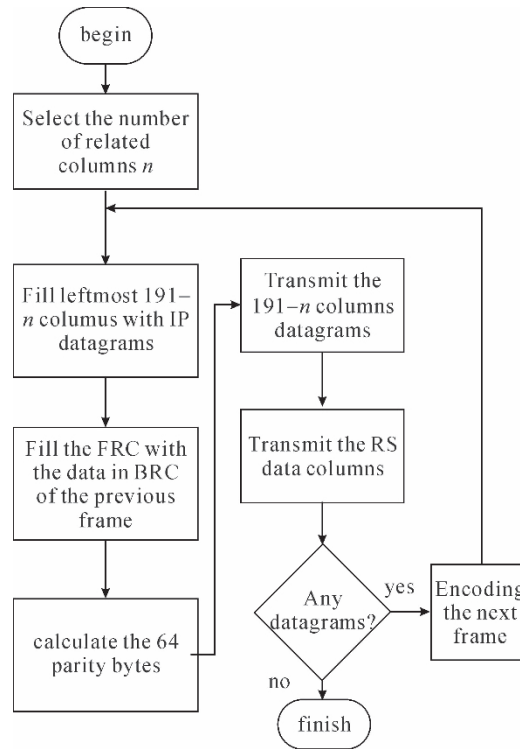 begin
Select the number
of related
columns n
Fill leftmost 191–
n columus with IP
datagrams
Fill the FRC with
the data in BRC
of the previous
frame
calculate the 64
parity bytes
Transmit the
191–n columns
datagrams
Transmit the RS
data columns
Any
datagrams?
yes
Encoding
the next
frame
no
finish